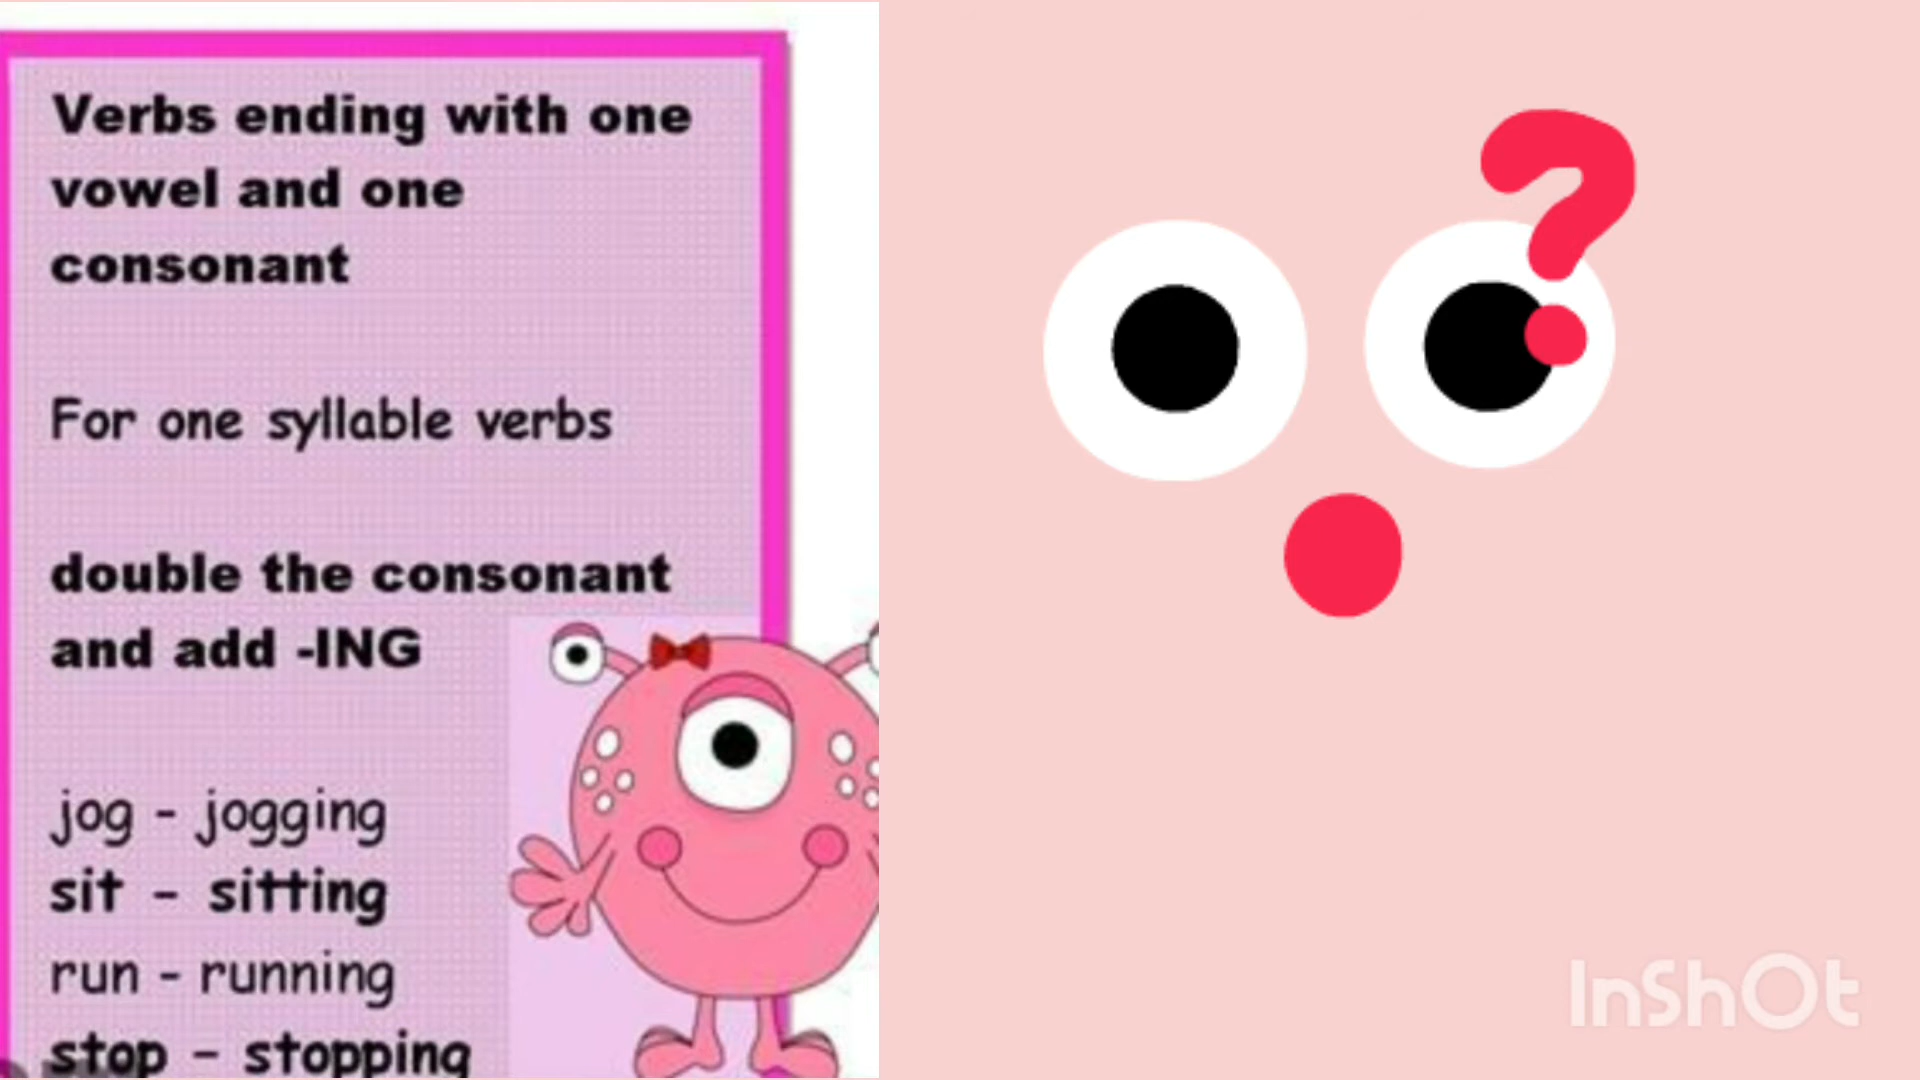 Verbs ending with one
vowel and one
consonant
For one syllable verbs
double the consonant
and add -ING
jog - jogging
sit - sitting
run - running
stop - stopping
?
InShOt